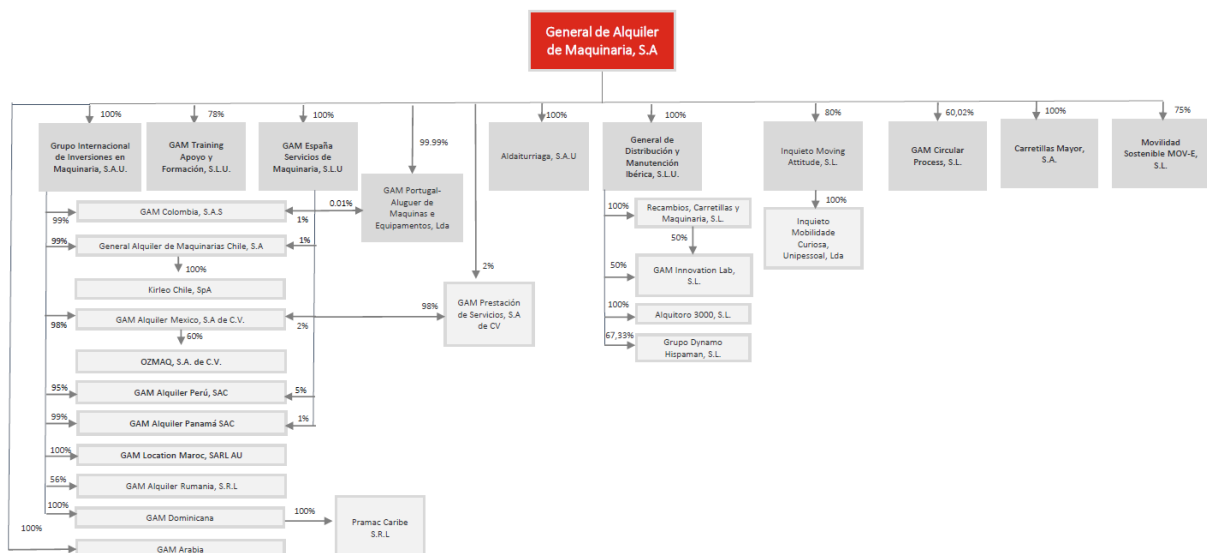 General de Alquiler
de Maquinaria, S.A
100%
78%
100%
99.99%
100%
100%
80%
60,02%
100%
75%
Grupo Internacional
de Inversiones en
Maquinaria, S.A.U.
GAM Training
Apoyo y
Formación, S.L.U.
GAM España
Servicios de
Maquinaria, S.L.U
GAM Portugal-
Aluguer de
Maquinas e
Equipamentos, Lda
Aldaiturriaga, S.A.U
General de
Distribución y
Manutención
Ibérica, S.L.U.
Inquieto Moving
Attitude, S.L.
GAM Circular
Process, S.L.
Carretillas Mayor,
S.A.
Movilidad
Sostenible MOV-E,
S.L.
99%
GAM Colombia, S.A.S
1%
0.01%
99%
General Alquiler de Maquinarias Chile, S.A
1%
100%
Kirleo Chile, SpA
98%
GAM Alquiler Mexico, S.A de C.V.
2%
98%
2%
GAM Prestación
de Servicios, S.A
de CV
60%
OZMAQ, S.A. de C.V.
95%
GAM Alquiler Perú, SAC
5%
99%
GAM Alquiler Panamá SAC
1%
100%
GAM Location Maroc, SARL AU
56%
GAM Alquiler Rumania, S.R.L
100%
GAM Dominicana
100%
Pramac Caribe
S.R.L
100%
GAM Arabia
100%
Recambios, Carretillas y
Maquinaria, S.L.
50%
50%
GAM Innovation Lab,
S.L.
100%
Alquitoro 3000, S.L.
67,33%
Grupo Dynamo
Hispaman, S.L.
100%
Inquieto
Mobilidade
Curiosa,
Unipessoal, Lda